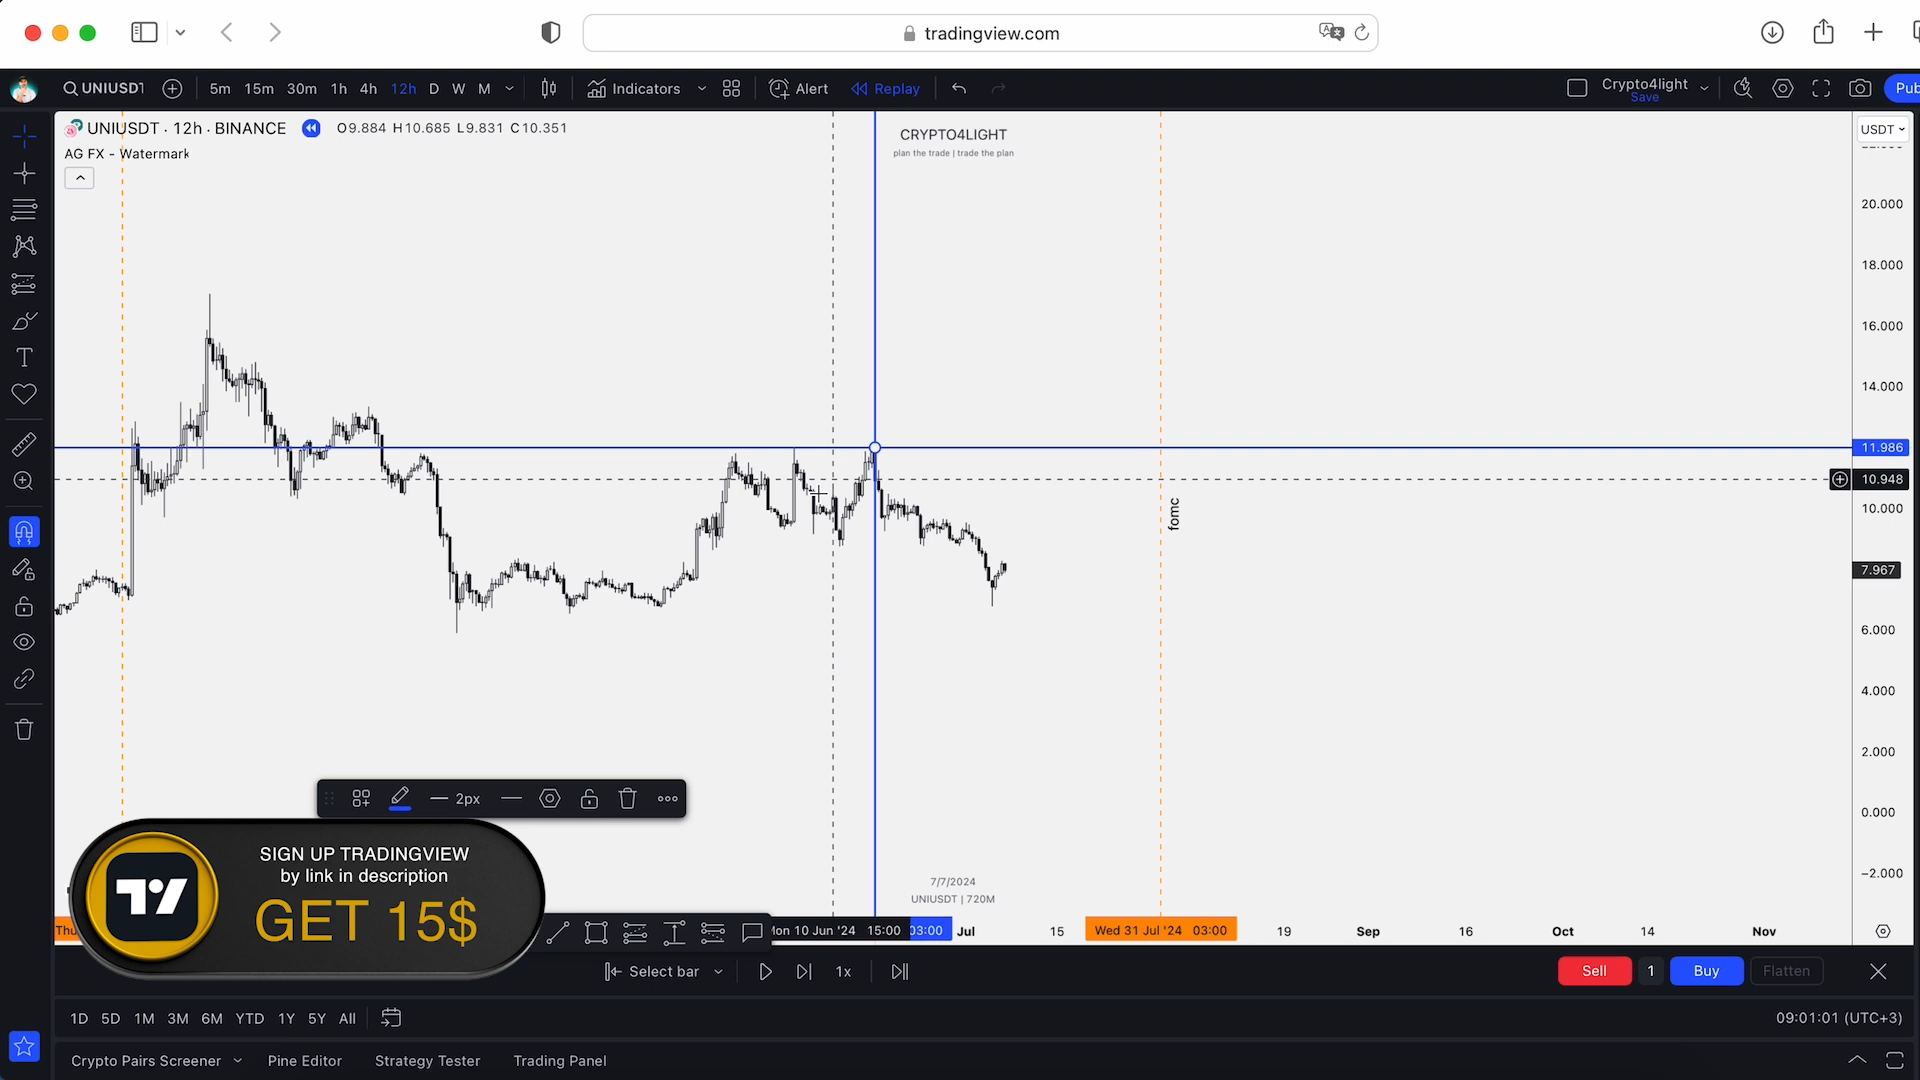 tradingview.com
UNIUSDT
5m 15m 30m 1h 4h 12h D W M
Indicators
Alert
Replay
Crypto4light
Save
Pub
UNIUSDT · 12h · BINANCE O9.884 H10.685 L9.831 C10.351
AG FX - Watermark
CRYPTO4LIGHT
plan the trade | trade the plan
USDT
20.000
18.000
16.000
14.000
11.986
10.948
10.000
7.967
6.000
4.000
2.000
0.000
−2.000
fomc
2px
SIGN UP TRADINGVIEW
by link in description
GET 15$
7/7/2024
UNIUSDT | 720M
Thu
Mon 10 Jun '24 15:00 03:00 Jul 15 Wed 31 Jul '24 03:00 19 Sep 16 Oct 14 Nov
Select bar 1x
Sell 1 Buy Flatten
1D 5D 1M 3M 6M YTD 1Y 5Y All
09:01:01 (UTC+3)
Crypto Pairs Screener Pine Editor Strategy Tester Trading Panel